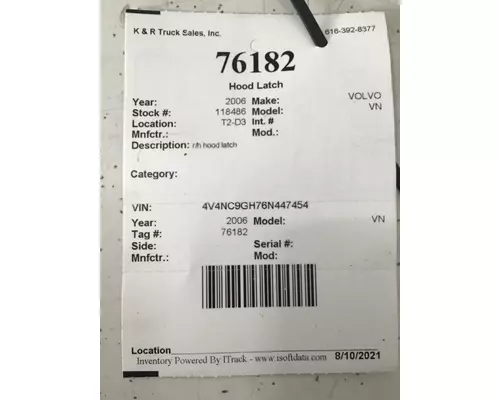 K & R Truck Sales, Inc. 616-392-8377
76182
Hood Latch
Year: 2006 Make: VOLVO
Stock #: 118486 Model: VN
Location: T2-D3 Int. #
Mnfctr.: Mod.:
Description: r/h hood latch
Category:
VIN: 4V4NC9GH76N447454
Year: 2006 Model: VN
Tag #: 76182
Side: Serial #:
Mnfctr.: Mod:
Location
Inventory Powered By ITrack - www.isoftdata.com 8/10/2021